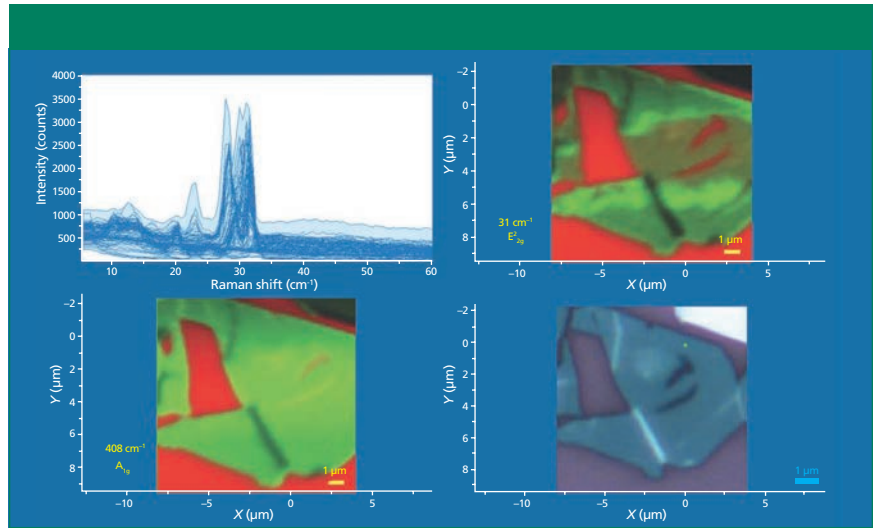 4000
3500
3000
2500
2000
1500
1000
500
Intensity (counts)
10 20 30 40 50 60
Raman shift (cm⁻¹)
−2
0
2
4
6
8
Y (μm)
31 cm⁻¹
E²₂g
1 μm
−10 −5 0 5
X (μm)
−2
0
2
4
6
8
Y (μm)
408 cm⁻¹
A₁g
1 μm
−10 −5 0 5
X (μm)
−2
0
2
4
6
8
Y (μm)
1 μm
−10 −5 0 5
X (μm)